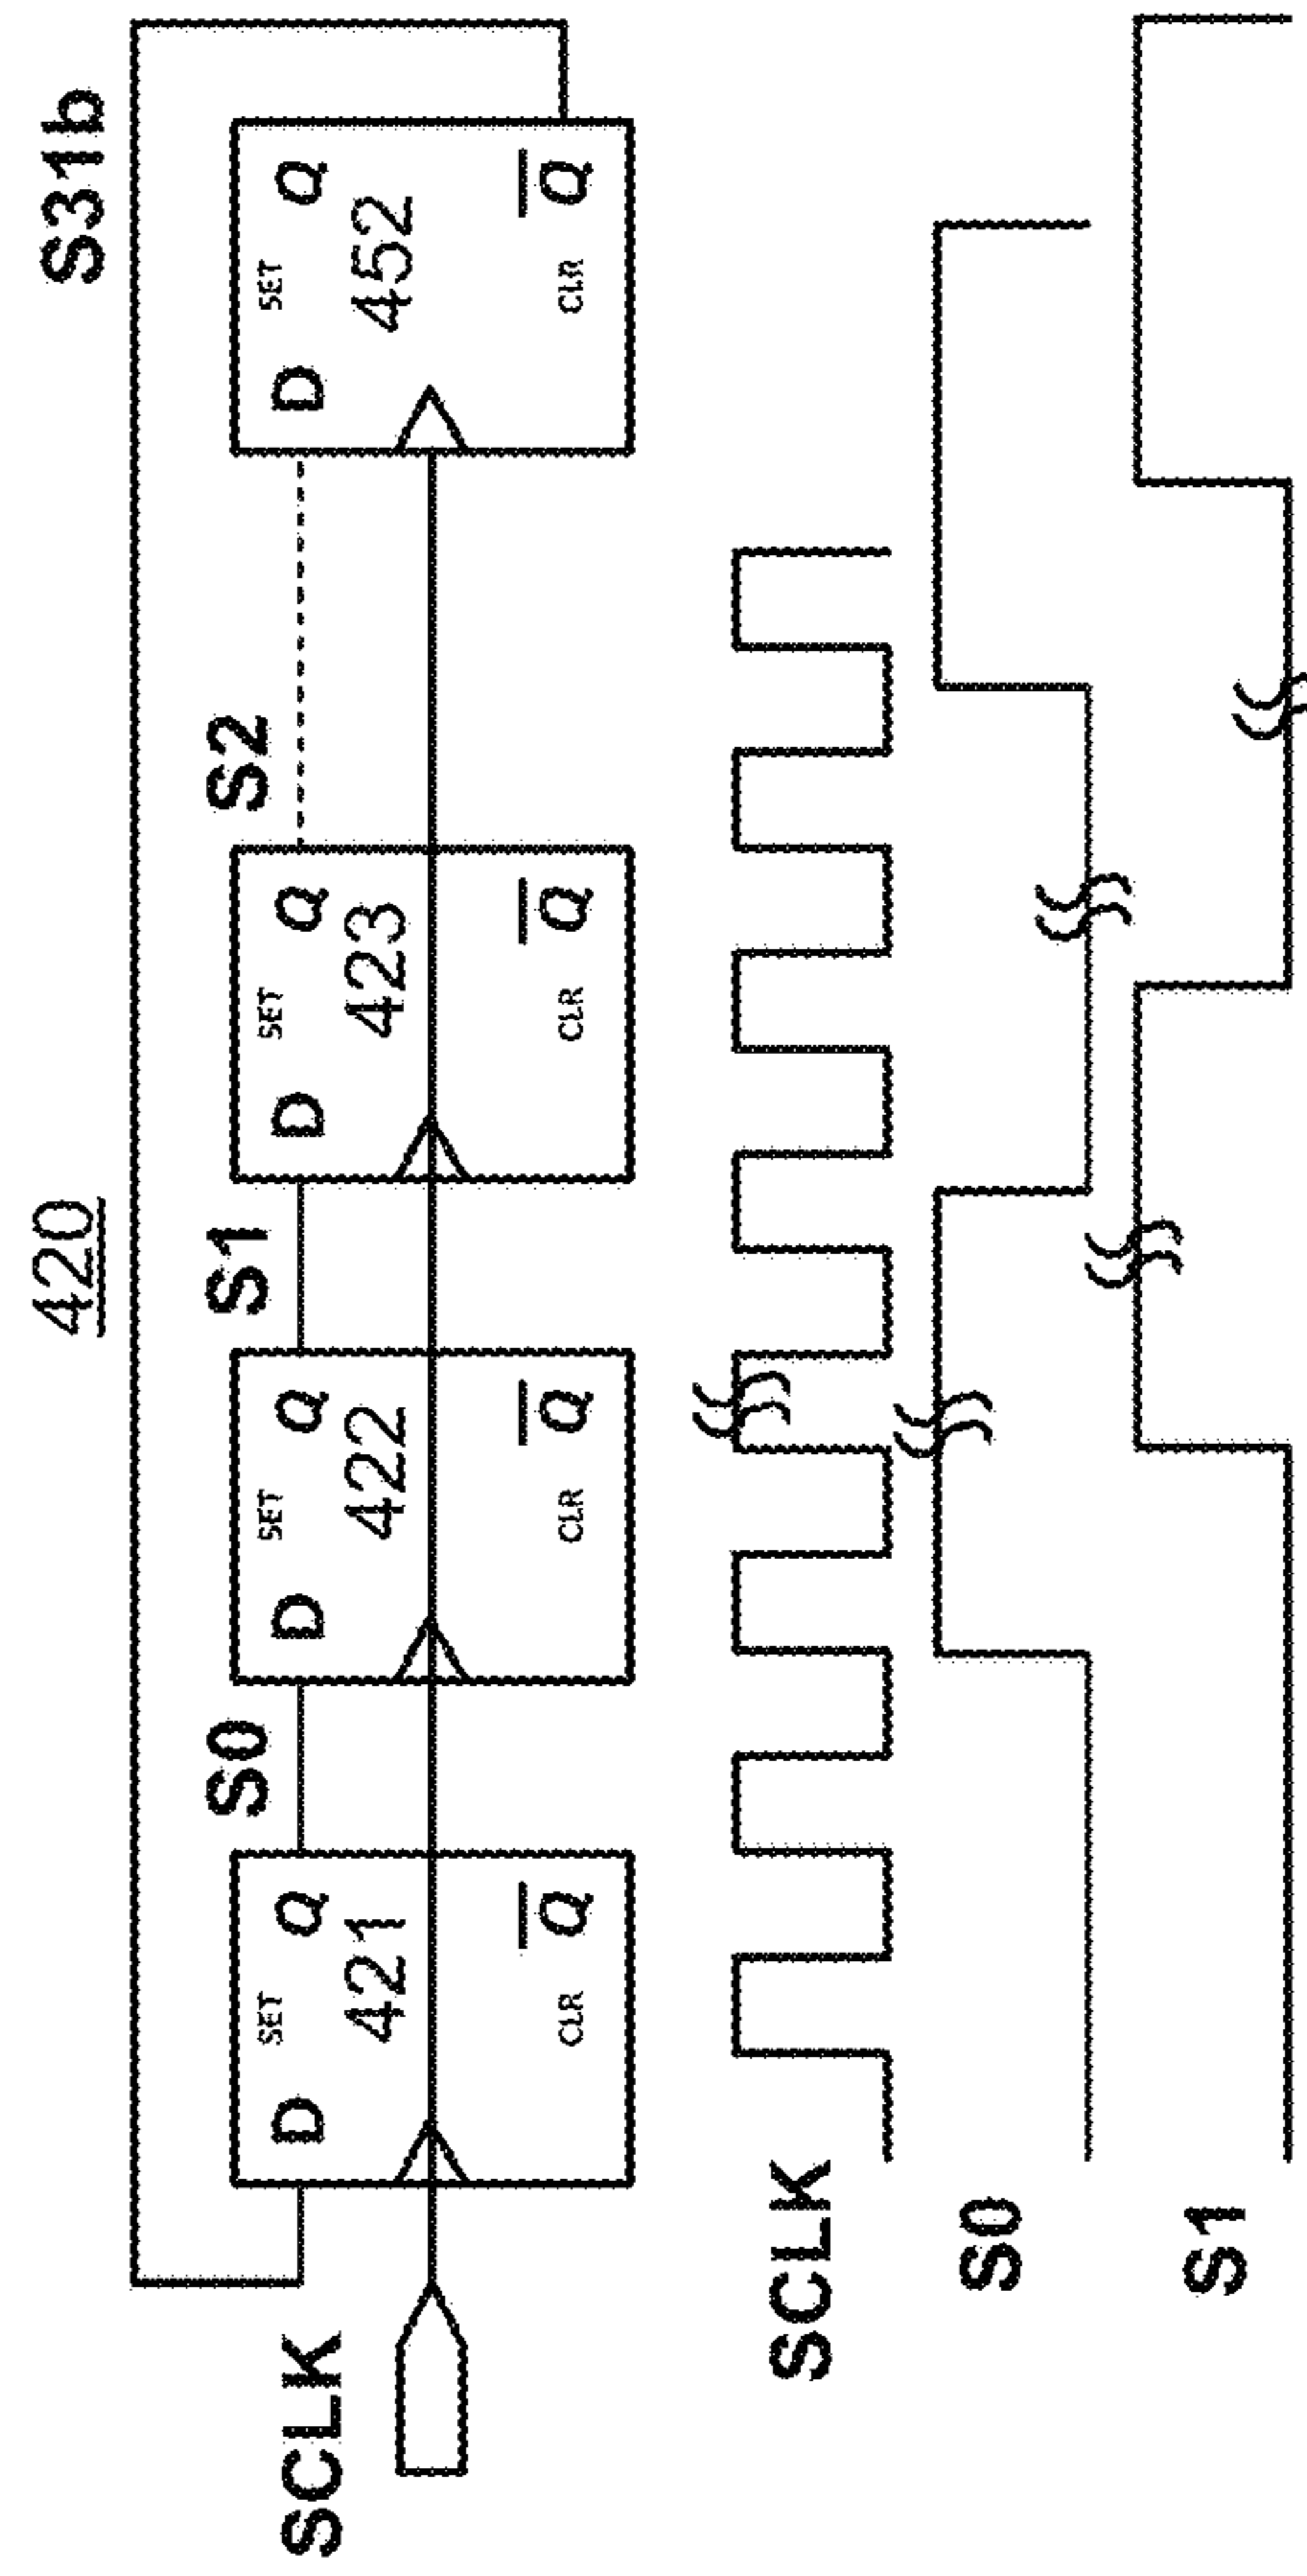 420
S31b
SCLK
S0
S1
S2
D SET Q
421
CLR Q
D SET Q
422
CLR Q
D SET Q
423
CLR Q
D SET Q
452
CLR Q
SCLK
S0
S1